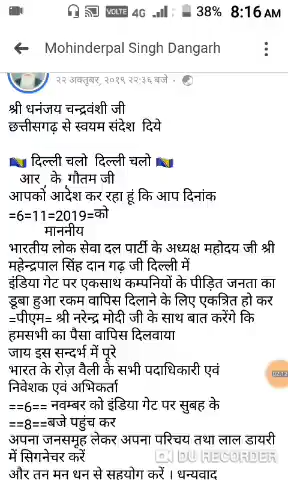 VOLTE 4G 38% 8:16 AM
Mohinderpal Singh Dangarh
२२ अक्तूबर, २०१९ २२:३६ बजे •
श्री धनंजय चन्द्रवंशी जी
छत्तीसगढ़ से स्वयम संदेश दिये
दिल्ली चलो दिल्ली चलो
आर, के, गौतम जी
आपको आदेश कर रहा हूं कि आप दिनांक
=6=11=2019=को
माननीय
भारतीय लोक सेवा दल पार्टी के अध्यक्ष महोदय जी श्री
महेन्द्रपाल सिंह दान गढ़ जी दिल्ली में
इंडिया गेट पर एकसाथ कम्पनियों के पीड़ित जनता का
डूबा हुआ रकम वापिस दिलाने के लिए एकत्रित हो कर
=पीएम= श्री नरेन्द्र मोदी जी के साथ बात करेंगे कि
हमसभी का पैसा वापिस दिलवाया
जाय इस सन्दर्भ में पूरे
भारत के रोज़ वैली के सभी पदाधिकारी एवं
निवेशक एवं अभिकर्ता
==6== नवम्बर को इंडिया गेट पर सुबह के
==8==बजे पहुंच कर
अपना जनसमूह लेकर अपना परिचय तथा लाल डायरी
में सिगनेचर करें
और तन मन धन से सहयोग करें । धन्यवाद
DU RECORDER